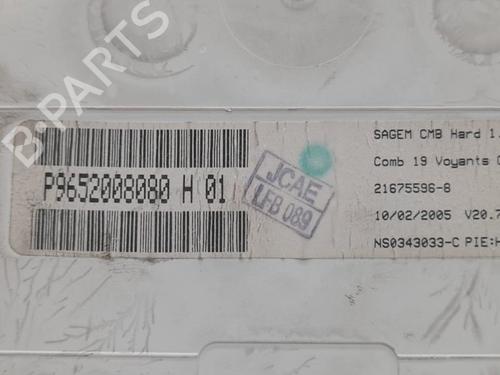 B-PARTS
P9652008080 H 01
JCAE
LFB 089
SAGEM CMB Hard 1.
Comb 19 Voyants
21675596-8
10/02/2005 V20.7
NS0343033-C PIE:H